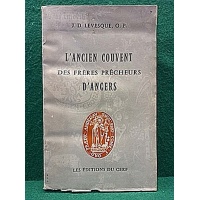 J.-D. LEVESQUE, O. P.
L'ANCIEN COUVENT
DES FRÈRES PRÊCHEURS
D'ANGERS
LES ÉDITIONS DU CERF